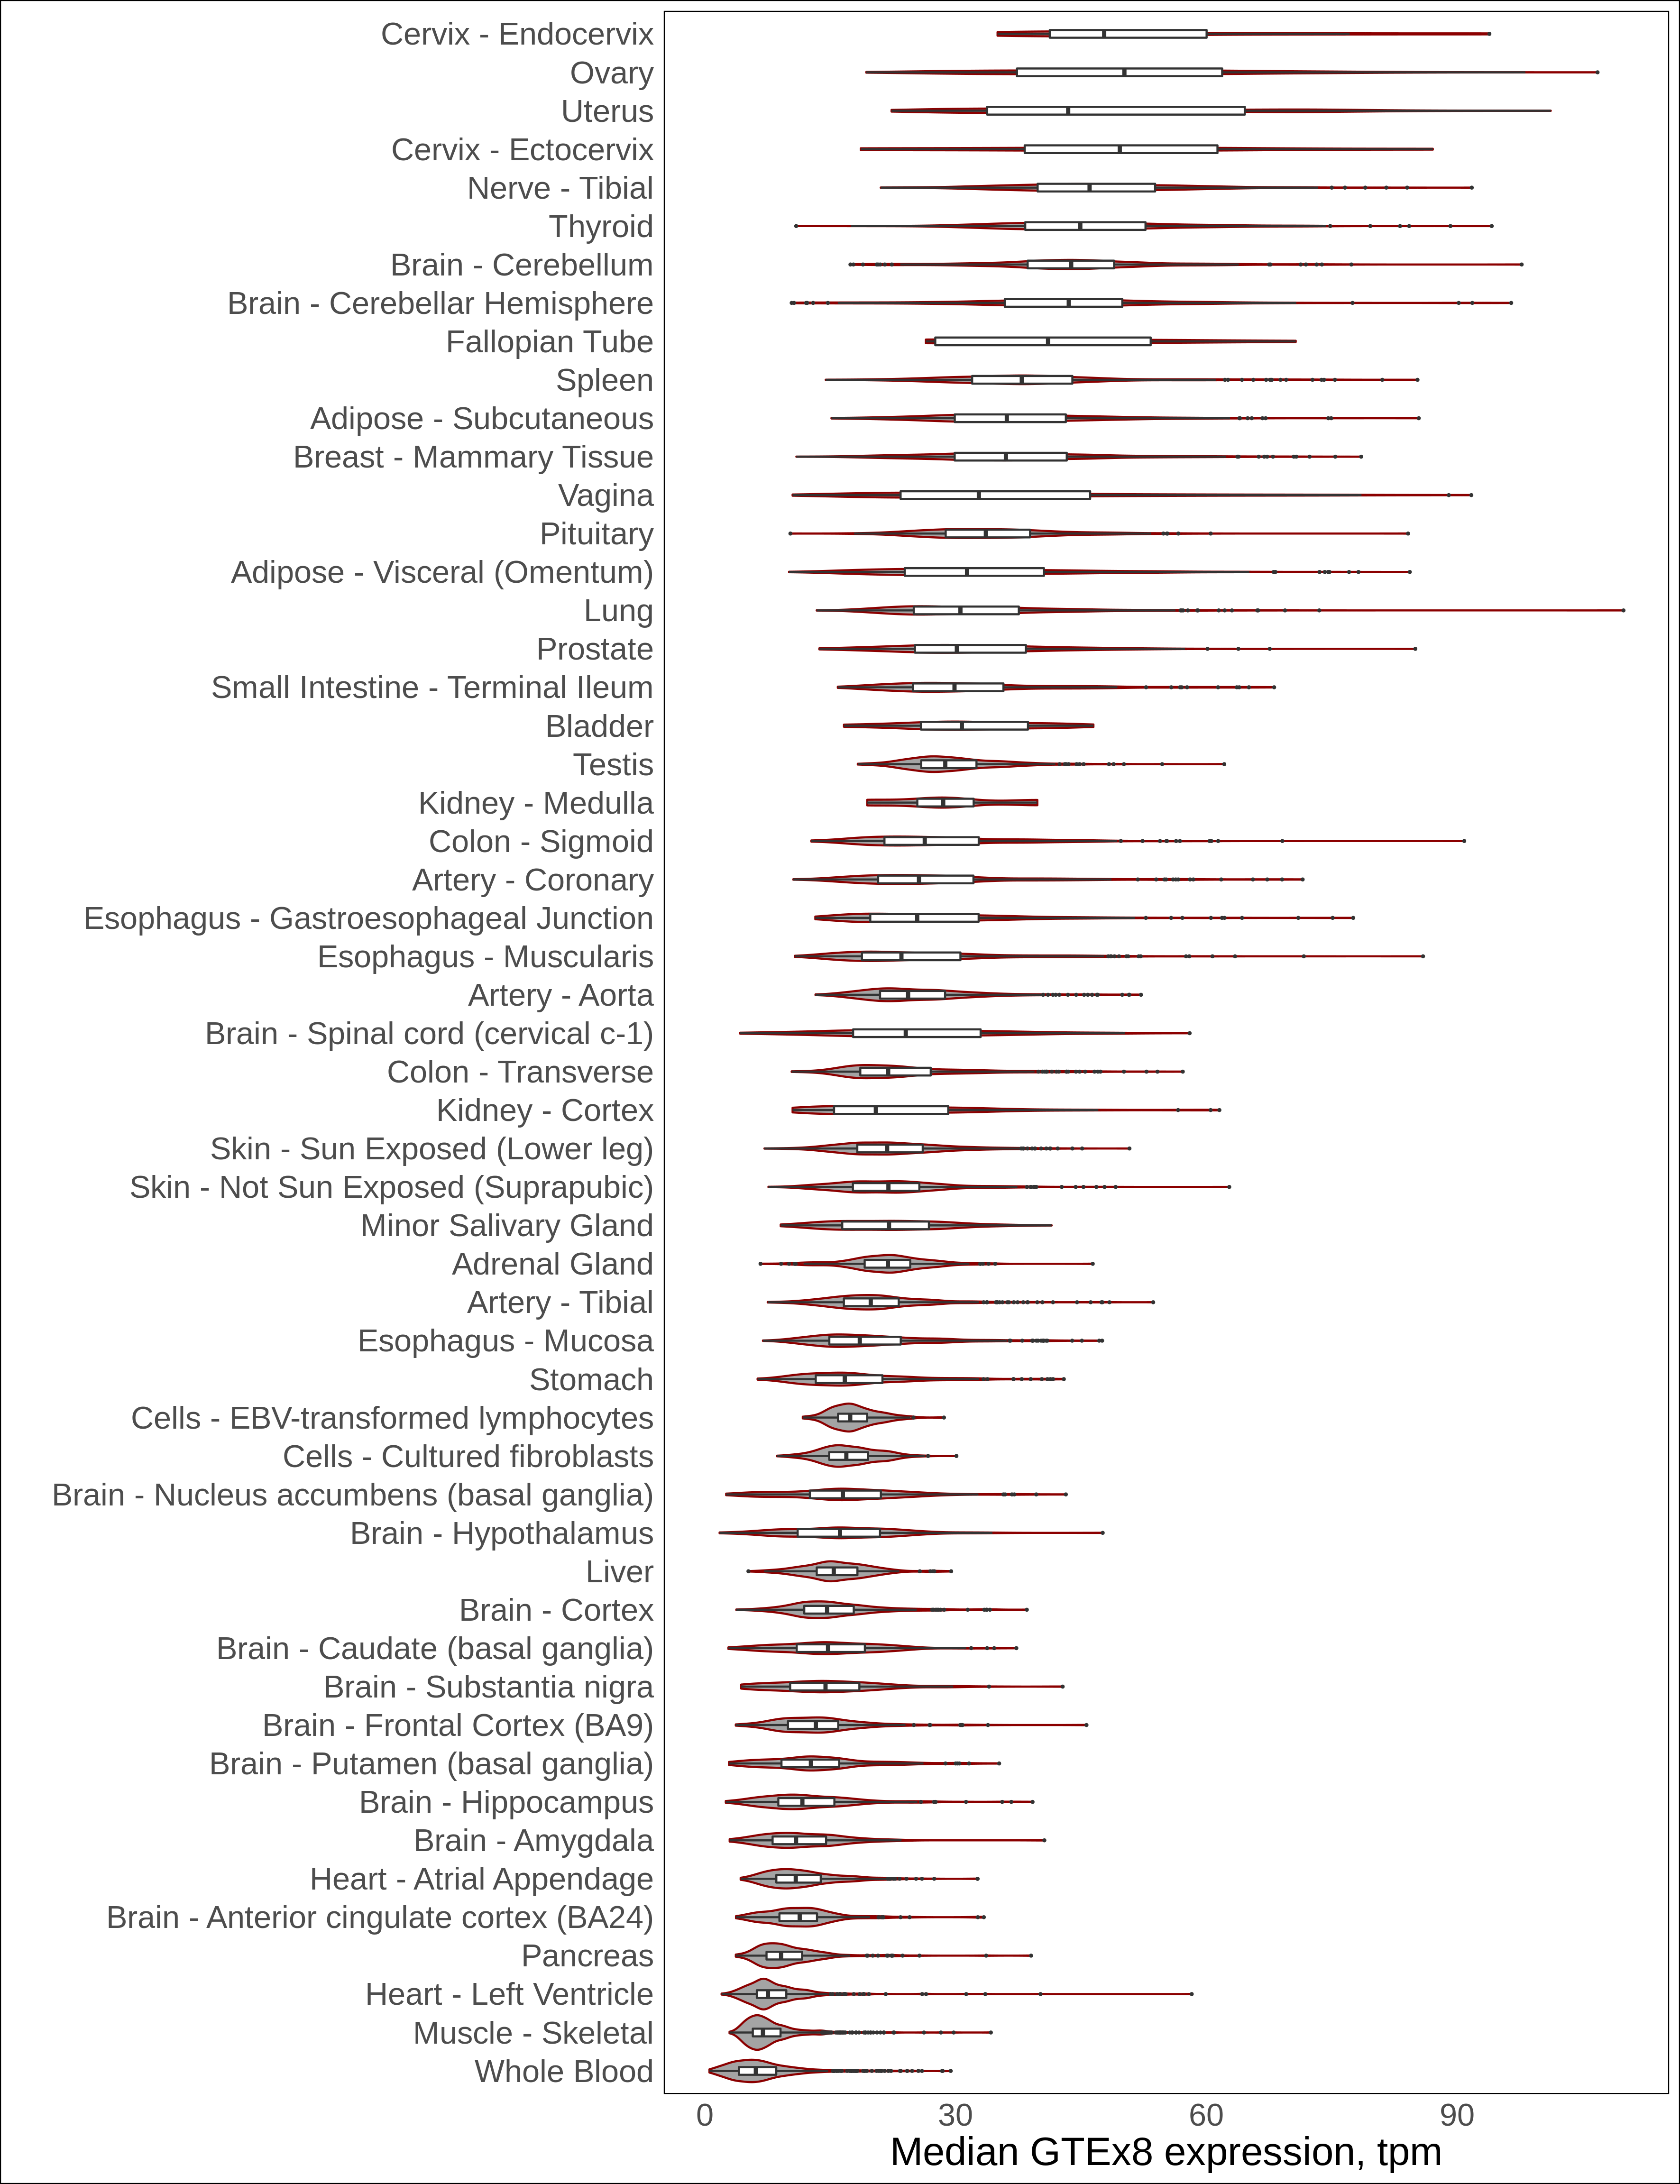 Cervix - Endocervix
Ovary
Uterus
Cervix - Ectocervix
Nerve - Tibial
Thyroid
Brain - Cerebellum
Brain - Cerebellar Hemisphere
Fallopian Tube
Spleen
Adipose - Subcutaneous
Breast - Mammary Tissue
Vagina
Pituitary
Adipose - Visceral (Omentum)
Lung
Prostate
Small Intestine - Terminal Ileum
Bladder
Testis
Kidney - Medulla
Colon - Sigmoid
Artery - Coronary
Esophagus - Gastroesophageal Junction
Esophagus - Muscularis
Artery - Aorta
Brain - Spinal cord (cervical c-1)
Colon - Transverse
Kidney - Cortex
Skin - Sun Exposed (Lower leg)
Skin - Not Sun Exposed (Suprapubic)
Minor Salivary Gland
Adrenal Gland
Artery - Tibial
Esophagus - Mucosa
Stomach
Cells - EBV-transformed lymphocytes
Cells - Cultured fibroblasts
Brain - Nucleus accumbens (basal ganglia)
Brain - Hypothalamus
Liver
Brain - Cortex
Brain - Caudate (basal ganglia)
Brain - Substantia nigra
Brain - Frontal Cortex (BA9)
Brain - Putamen (basal ganglia)
Brain - Hippocampus
Brain - Amygdala
Heart - Atrial Appendage
Brain - Anterior cingulate cortex (BA24)
Pancreas
Heart - Left Ventricle
Muscle - Skeletal
Whole Blood
0 30 60 90
Median GTEx8 expression, tpm